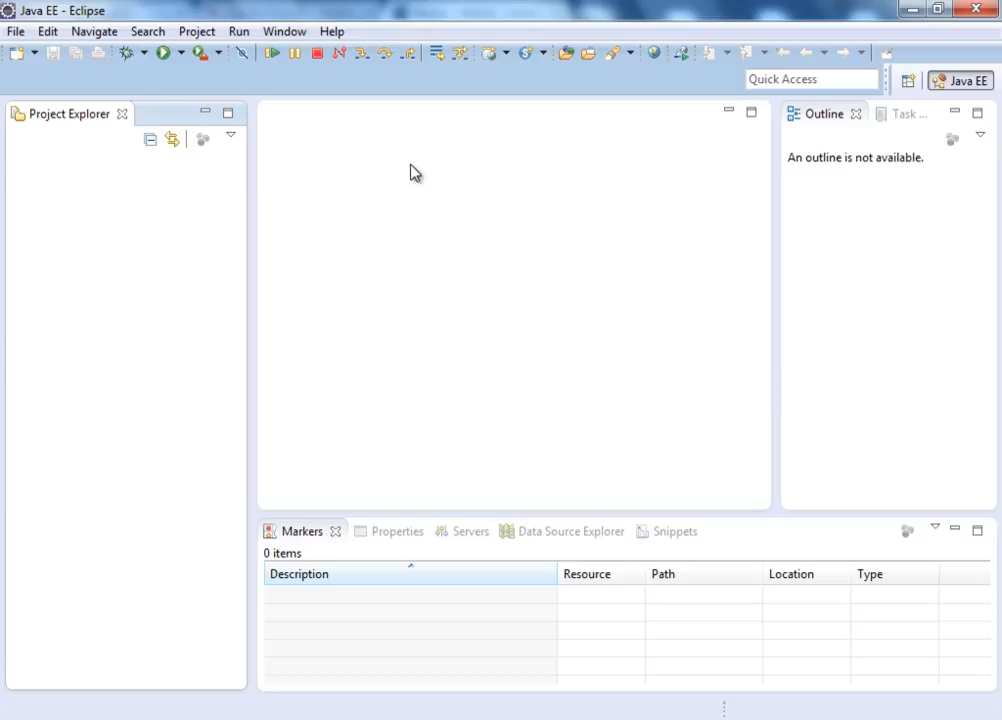 Java EE - Eclipse
File Edit Navigate Search Project Run Window Help
Quick Access
Java EE
Project Explorer
Outline
Task ...
An outline is not available.
Markers Properties Servers Data Source Explorer Snippets
0 items
Description Resource Path Location Type